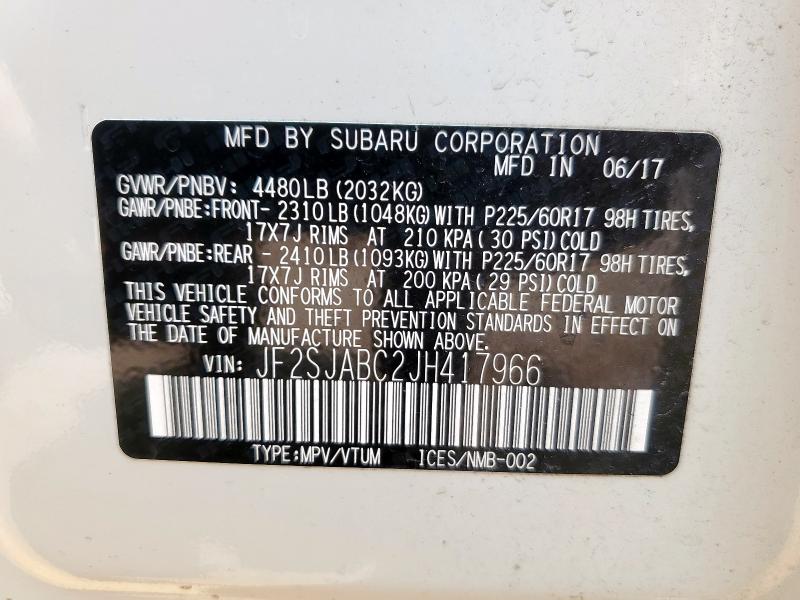 MFD BY SUBARU CORPORATION
MFD IN 06/17
GVWR/PNBV: 4480LB(2032KG)
GAWR/PNBE:FRONT- 2310LB(1048KG)WITH P225/60R17 98H TIRES,
17X7J RIMS AT 210KPA(30 PSI)COLD
GAWR/PNBE:REAR - 2410LB(1093KG)WITH P225/60R17 98H TIRES,
17X7J RIMS AT 200KPA(29 PSI)COLD
THIS VEHICLE CONFORMS TO ALL APPLICABLE FEDERAL MOTOR
VEHICLE SAFETY AND THEFT PREVENTION STANDARDS IN EFFECT ON
THE DATE OF MANUFACTURE SHOWN ABOVE.
VIN: JF2SJABC2JH417966
TYPE:MPV/VTUM ICES/NMB-002